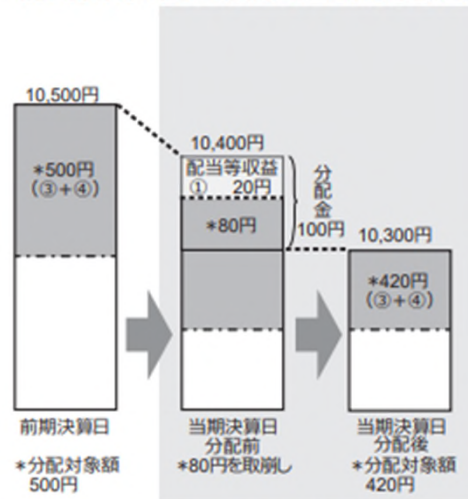 10,500円
*500円
(③+④)
前期決算日
*分配対象額
500円
10,400円
配当等収益
① 20円
*80円
分配金
100円
当期決算日
分配前
*80円を取崩し
10,300円
*420円
(③+④)
当期決算日
分配後
*分配対象額
420円